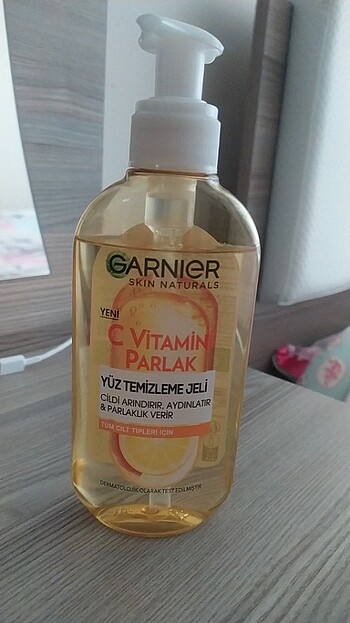 GARNIER
SKIN NATURALS
YENİ
C VİTAMİN
PARLAK
YÜZ TEMİZLEME JELİ
CİLDİ ARINDIRIR, AYDINLATIR
& PARLAKLIK VERİR
TÜM CİLT TİPLERİ İÇİN
DERMATOLOJİK OLARAK TEST EDİLMİŞTİR